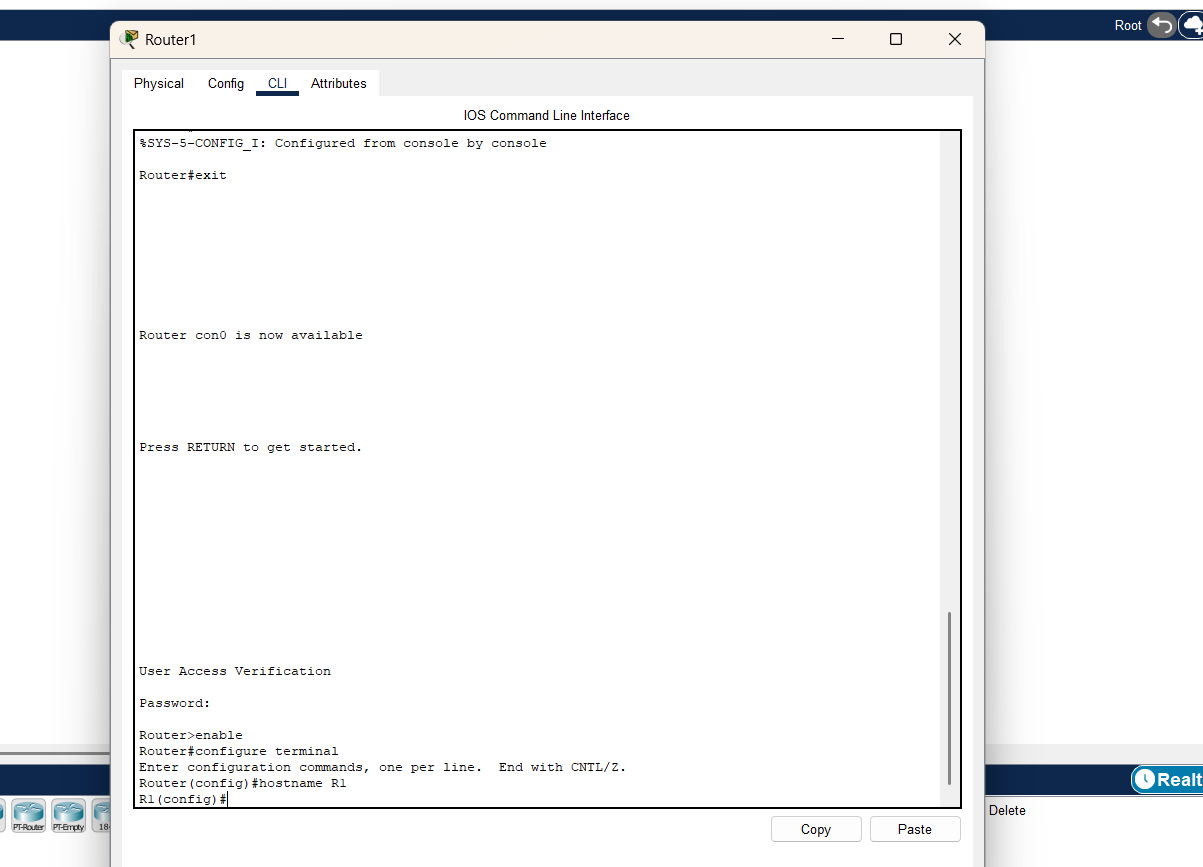 Root
Router1
Physical Config CLI Attributes
IOS Command Line Interface
%SYS-5-CONFIG_I: Configured from console by console
Router#exit
Router con0 is now available
Press RETURN to get started.
User Access Verification
Password:
Router>enable
Router#configure terminal
Enter configuration commands, one per line.  End with CNTL/Z.
Router(config)#hostname R1
R1(config)#
Copy Paste
Realt
Delete
PT-Router PT-Empty 18